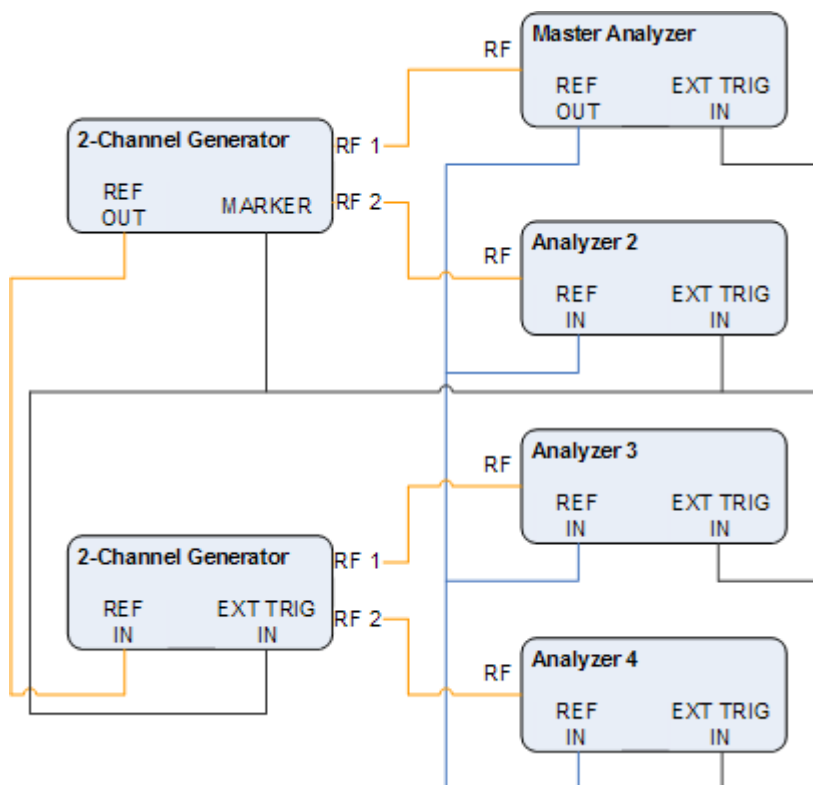 Master Analyzer
RF
REF
OUT
EXT TRIG
IN
2-Channel Generator
RF 1
REF
OUT
MARKER
RF 2
Analyzer 2
RF
REF
IN
EXT TRIG
IN
Analyzer 3
RF
REF
IN
EXT TRIG
IN
2-Channel Generator
RF 1
REF
IN
EXT TRIG
IN
RF 2
Analyzer 4
RF
REF
IN
EXT TRIG
IN